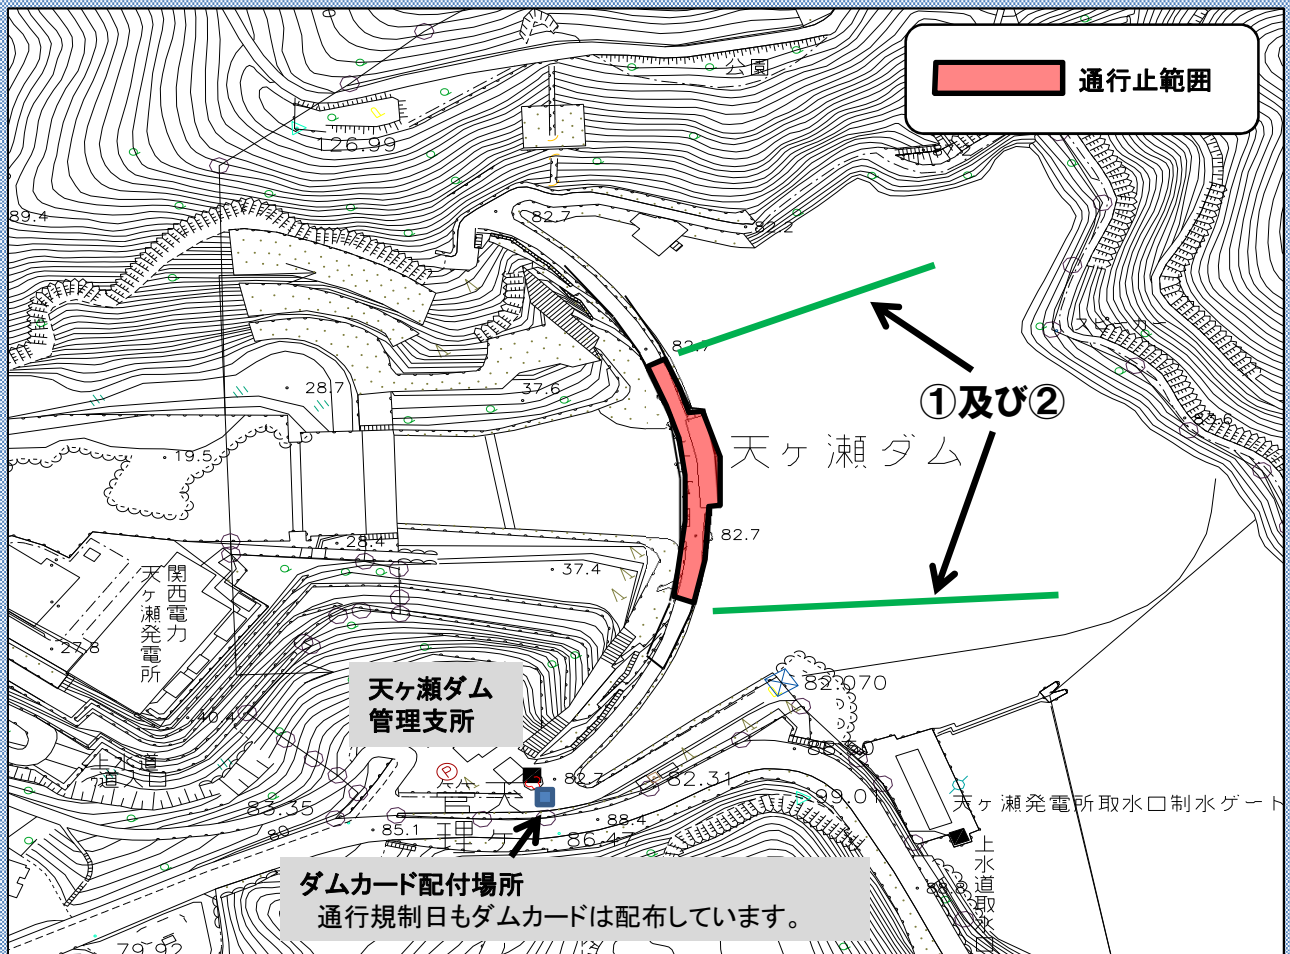 公園
通行止範囲
126.99
89.4
82.7
82.2
82.7
28.7
37.6
①及び②
天ヶ瀬ダム
19.5
82.7
28.4
37.4
関西電力
天ヶ瀬発電所
27.8
天ヶ瀬ダム
管理支所
82.070
40.4
上水道
82.7
82.31
99.01
83.35
80
85.1
88.4
86.47
天ヶ瀬発電所取水口制水ゲート
上水道取水口
ダムカード配付場所
通行規制日もダムカードは配布しています。
79.92